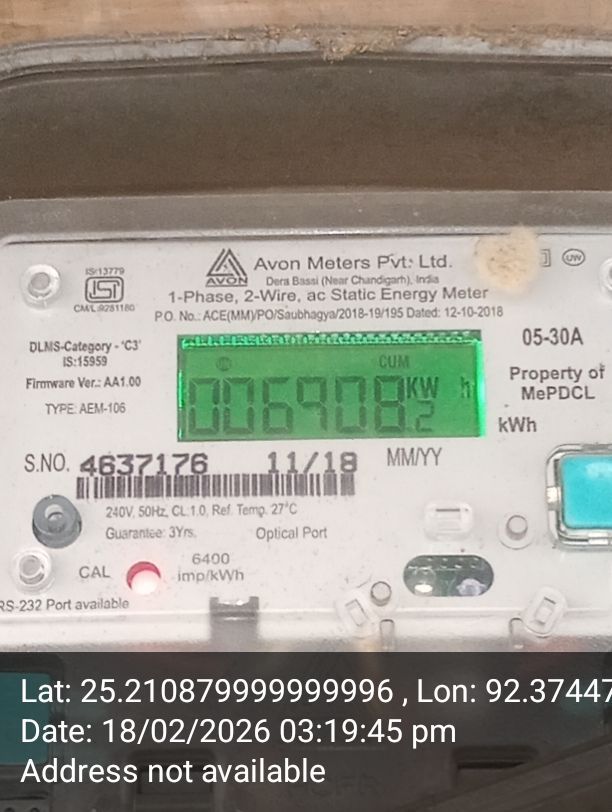 IS:13779
ISI
CM/L:9281180
AVON
Avon Meters Pvt. Ltd.
Dera Bassi (Near Chandigarh), India
1-Phase, 2-Wire, ac Static Energy Meter
P.O. No.: ACE(MM)/PO/Saubhagya/2018-19/195 Dated: 12-10-2018
UW
DLMS-Category - 'C3'
IS:15959
Firmware Ver.: AA1.00
TYPE: AEM-106
CUM
006908.2 KW h
05-30A
Property of
MePDCL
kWh
S.NO. 4637176 11/18 MM/YY
240V, 50Hz, CL:1.0, Ref. Temp. 27°C
Guarantee: 3Yrs. Optical Port
CAL
6400
imp/kWh
RS-232 Port available
Lat: 25.210879999999996 , Lon: 92.37447
Date: 18/02/2026 03:19:45 pm
Address not available